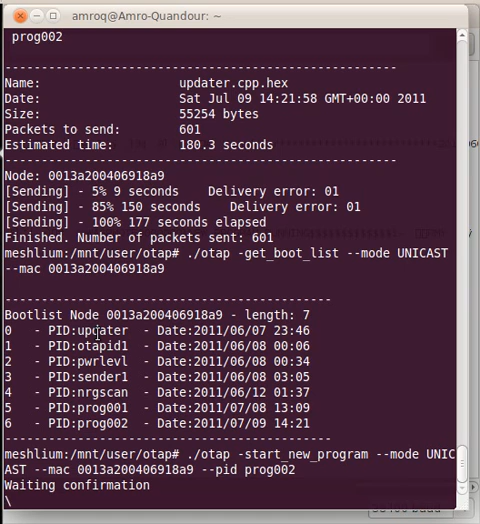 amroq@Amro-Quandour: ~
prog002
------------------------------------------------------
Name: updater.cpp.hex
Date: Sat Jul 09 14:21:58 GMT+00:00 2011
Size: 55254 bytes
Packets to send: 601
Estimated time: 180.3 seconds
------------------------------------------------------
Node: 0013a200406918a9
[Sending] - 5% 9 seconds Delivery error: 01
[Sending] - 85% 150 seconds Delivery error: 01
[Sending] - 100% 177 seconds elapsed
Finished. Number of packets sent: 601
meshlium:/mnt/user/otap# ./otap -get_boot_list --mode UNICAST
--mac 0013a200406918a9
---------------------------------------------
Bootlist Node 0013a200406918a9 - length: 7
0 - PID:updater - Date:2011/06/07 23:46
1 - PID:otapid1 - Date:2011/06/08 00:06
2 - PID:pwrlevl - Date:2011/06/08 00:34
3 - PID:sender1 - Date:2011/06/08 03:05
4 - PID:nrgscan - Date:2011/06/12 01:37
5 - PID:prog001 - Date:2011/07/08 13:09
6 - PID:prog002 - Date:2011/07/09 14:21
---------------------------------------------
meshlium:/mnt/user/otap# ./otap -start_new_program --mode UNIC
AST --mac 0013a200406918a9 --pid prog002
Waiting confirmation
\